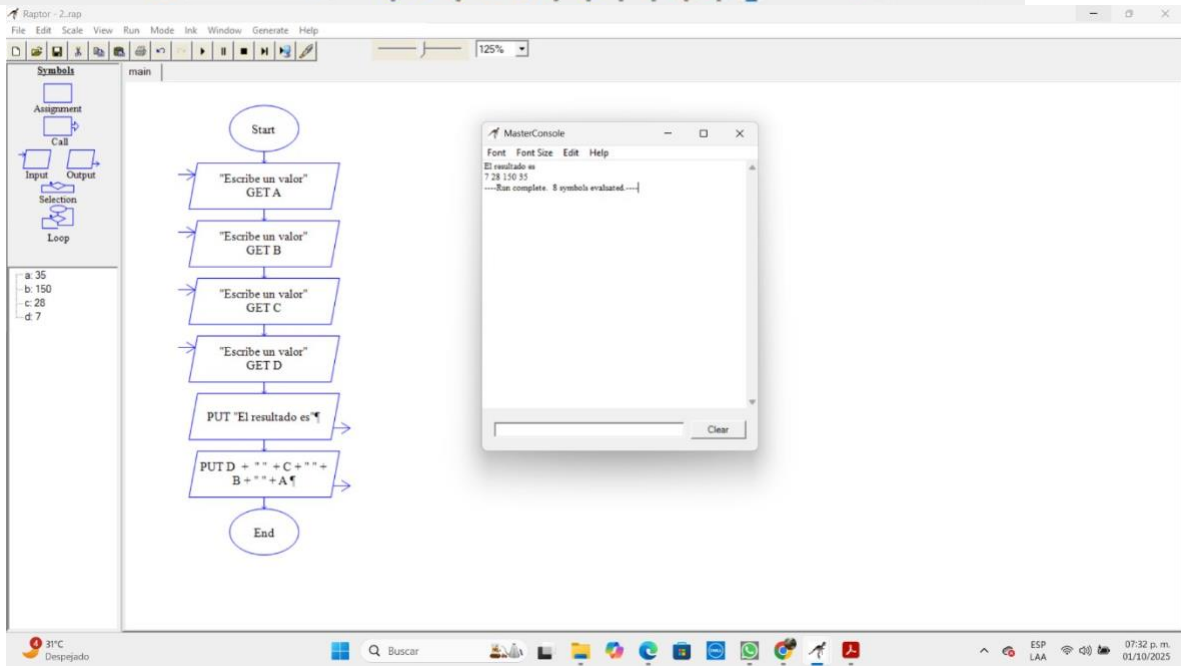 Raptor - 2..rap
File Edit Scale View Run Mode Ink Window Generate Help
125%
Symbols
main
Assignment
Call
Input Output
Selection
Loop
a: 35
b: 150
c: 28
d: 7
Start
"Escribe un valor"
GET A
"Escribe un valor"
GET B
"Escribe un valor"
GET C
"Escribe un valor"
GET D
PUT "El resultado es"¶
PUT D + " " + C + " " +
B + " " + A ¶
End
MasterConsole
Font Font Size Edit Help
El resultado es
7 28 150 35
----Run complete. 8 symbols evaluated.----
Clear
4
31°C
Despejado
Buscar
ESP
LAA
07:32 p. m.
01/10/2025